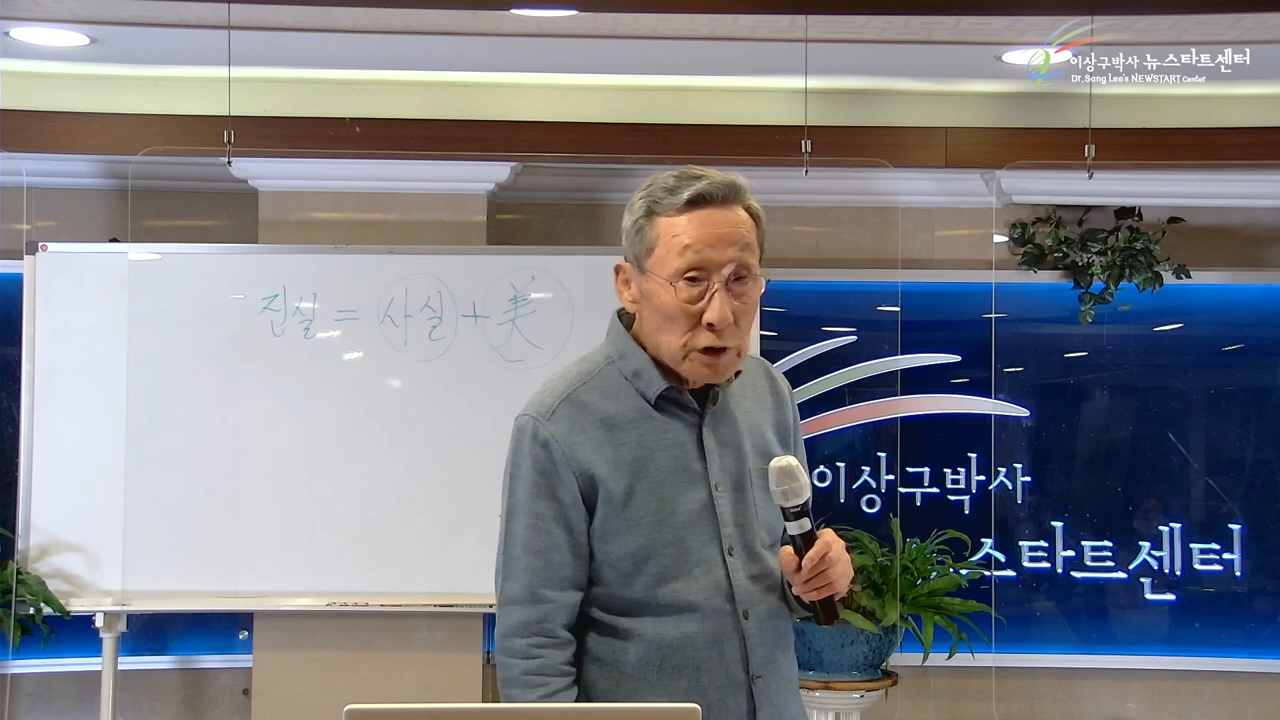 이상구박사 뉴스타트센터
Dr. Sang Lee's NEWSTART Center
진실 = 사실 + 美
이상구박사
스타트센터